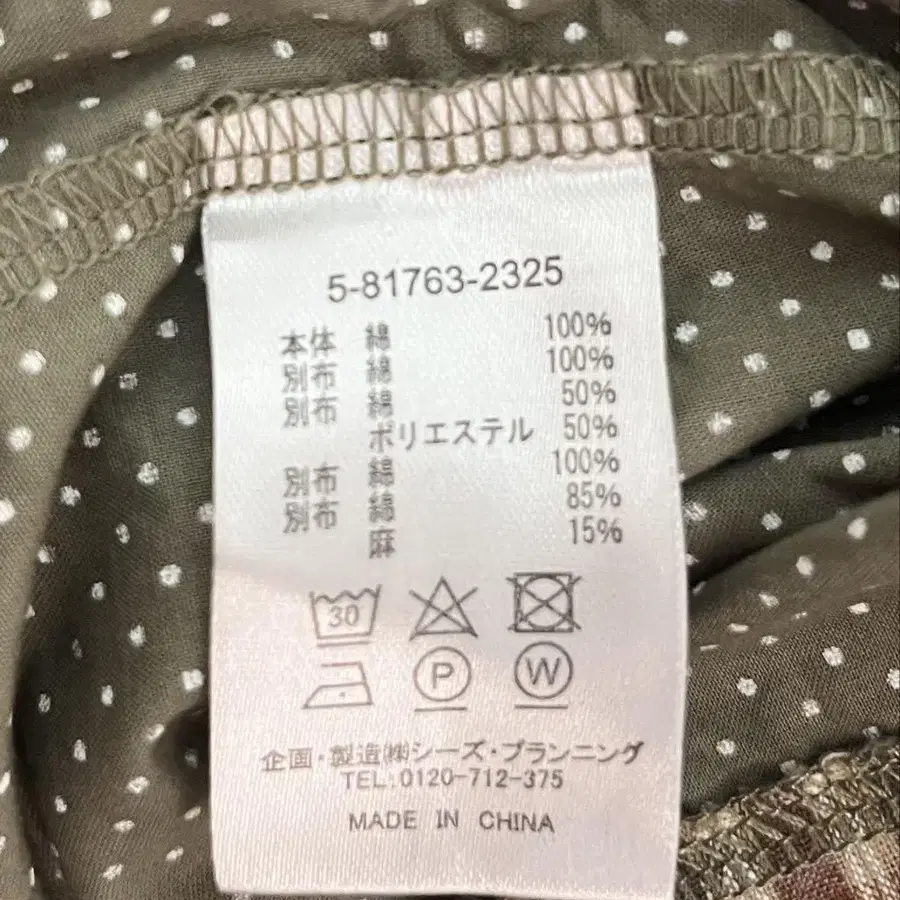 5-81763-2325
本体 綿 100%
別布 綿 100%
別布 綿 50%
ポリエステル 50%
別布 綿 100%
別布 綿 85%
麻 15%
30
P W
企画・製造㈱シーズ・プランニング
TEL:0120-712-375
MADE IN CHINA